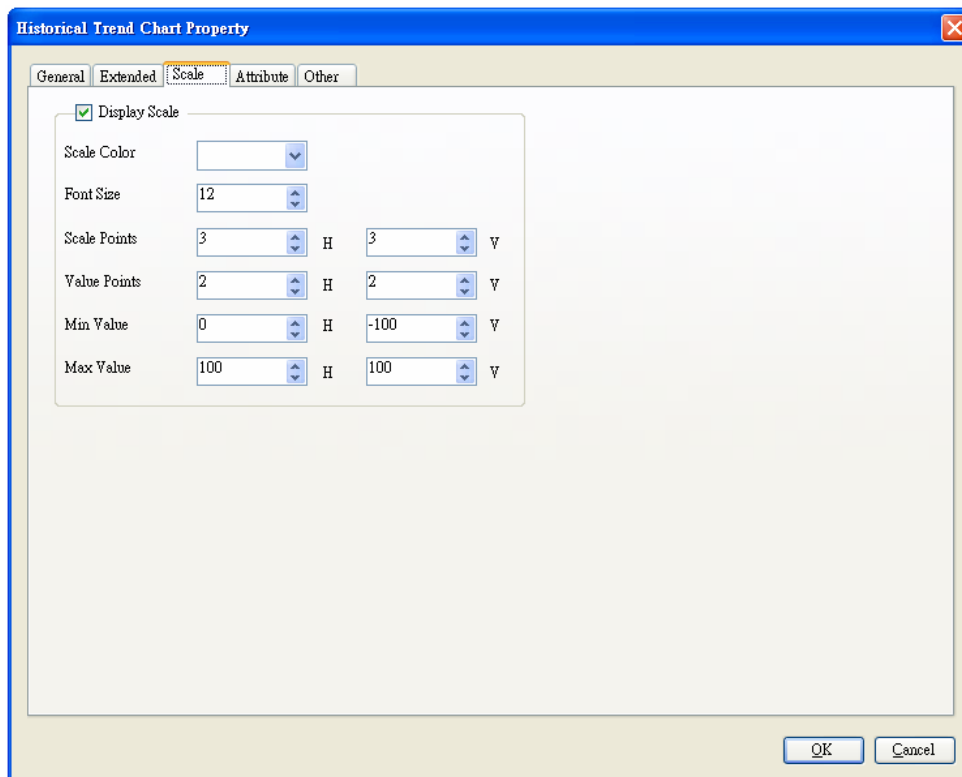 Historical Trend Chart Property
General Extended Scale Attribute Other
Display Scale
Scale Color
Font Size 12
Scale Points 3 H 3 V
Value Points 2 H 2 V
Min Value 0 H -100 V
Max Value 100 H 100 V
OK Cancel